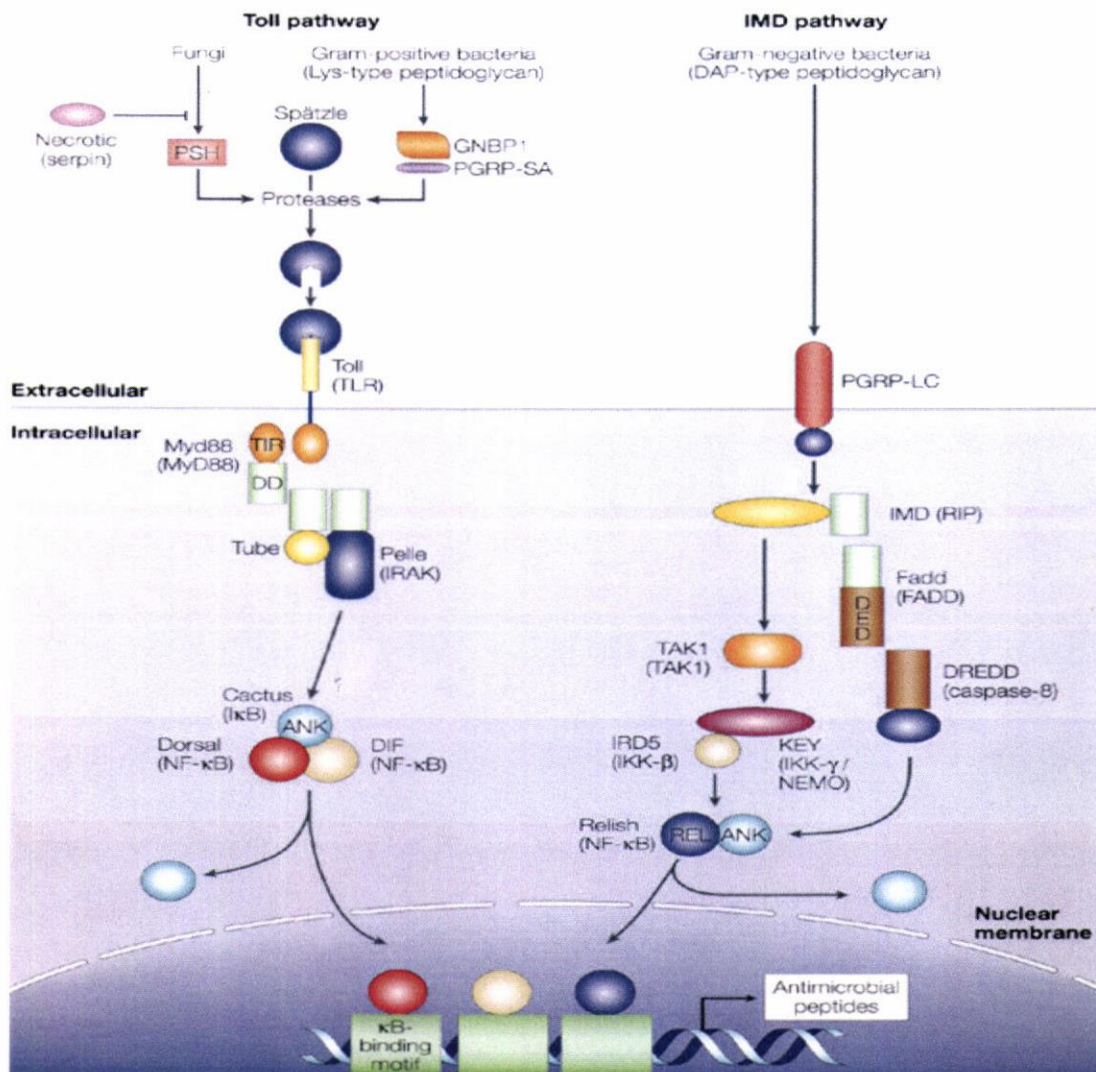 Toll pathway
IMD pathway
Fungi
Gram-positive bacteria
(Lys-type peptidoglycan)
Gram-negative bacteria
(DAP-type peptidoglycan)
Spätzle
Necrotic
(serpin)
PSH
GNBP1
PGRP-SA
Proteases
Toll
(TLR)
PGRP-LC
Extracellular
Intracellular
Myd88
(MyD88)
TIR
DD
IMD (RIP)
Tube
Pelle
(IRAK)
Fadd
(FADD)
DED
TAK1
(TAK1)
DREDD
(caspase-8)
Cactus
(IκB)
ANK
Dorsal
(NF-κB)
DIF
(NF-κB)
IRD5
(IKK-β)
KEY
(IKK-γ/
NEMO)
Relish
(NF-κB)
REL
ANK
Nuclear
membrane
Antimicrobial
peptides
κB-
binding
motif